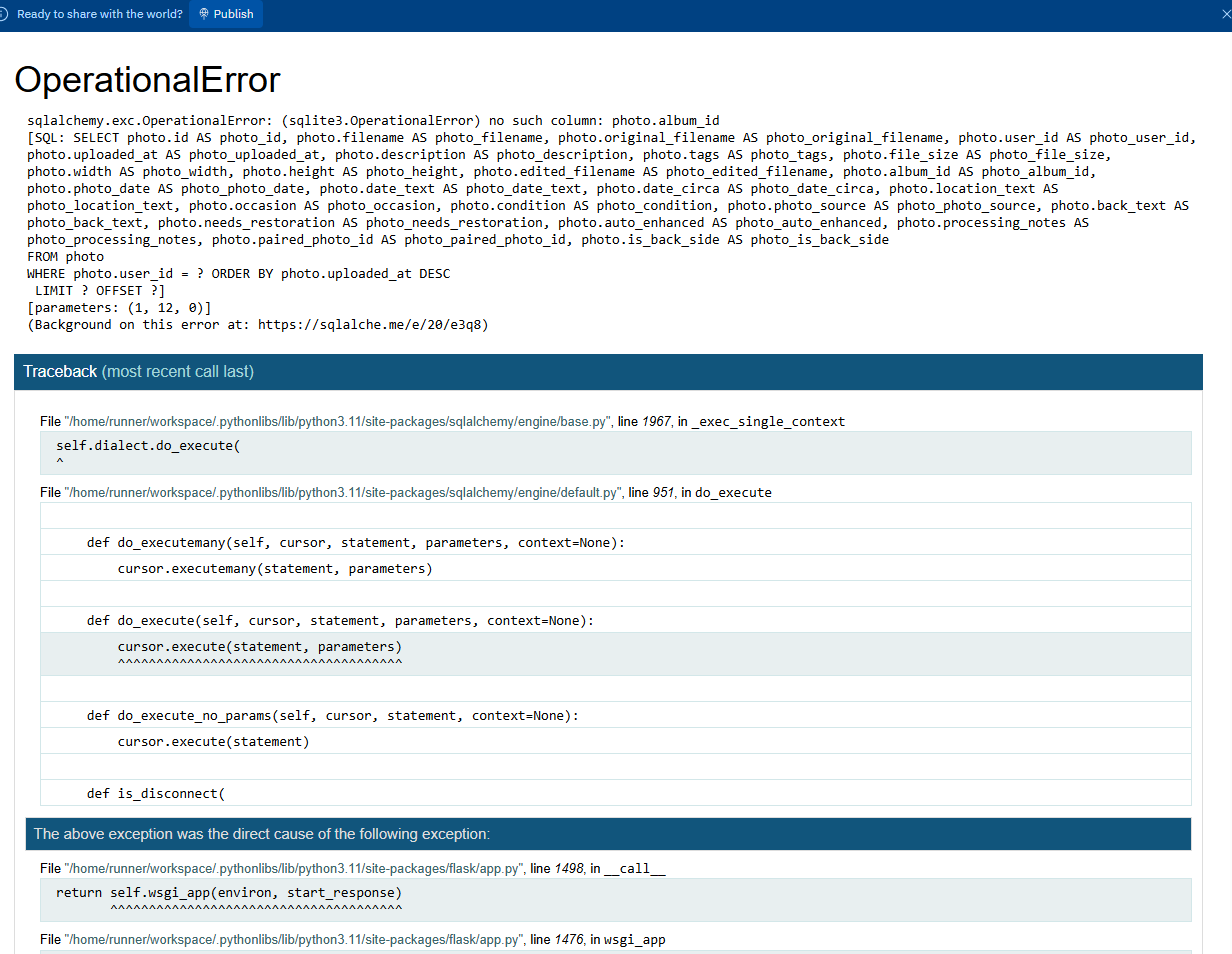 Ready to share with the world? Publish
OperationalError
sqlalchemy.exc.OperationalError: (sqlite3.OperationalError) no such column: photo.album_id
[SQL: SELECT photo.id AS photo_id, photo.filename AS photo_filename, photo.original_filename AS photo_original_filename, photo.user_id AS photo_user_id,
photo.uploaded_at AS photo_uploaded_at, photo.description AS photo_description, photo.tags AS photo_tags, photo.file_size AS photo_file_size,
photo.width AS photo_width, photo.height AS photo_height, photo.edited_filename AS photo_edited_filename, photo.album_id AS photo_album_id,
photo.photo_date AS photo_photo_date, photo.date_text AS photo_date_text, photo.date_circa AS photo_date_circa, photo.location_text AS
photo_location_text, photo.occasion AS photo_occasion, photo.condition AS photo_condition, photo.photo_source AS photo_photo_source, photo.back_text AS
photo_back_text, photo.needs_restoration AS photo_needs_restoration, photo.auto_enhanced AS photo_auto_enhanced, photo.processing_notes AS
photo_processing_notes, photo.paired_photo_id AS photo_paired_photo_id, photo.is_back_side AS photo_is_back_side
FROM photo
WHERE photo.user_id = ? ORDER BY photo.uploaded_at DESC
LIMIT ? OFFSET ?]
[parameters: (1, 12, 0)]
(Background on this error at: https://sqlalche.me/e/20/e3q8)
Traceback (most recent call last)
File "/home/runner/workspace/.pythonlibs/lib/python3.11/site-packages/sqlalchemy/engine/base.py", line 1967, in _exec_single_context
self.dialect.do_execute(
^
File "/home/runner/workspace/.pythonlibs/lib/python3.11/site-packages/sqlalchemy/engine/default.py", line 951, in do_execute
def do_executemany(self, cursor, statement, parameters, context=None):
cursor.executemany(statement, parameters)
def do_execute(self, cursor, statement, parameters, context=None):
cursor.execute(statement, parameters)
^^^^^^^^^^^^^^^^^^^^^^^^^^^^^^^^^^^^^
def do_execute_no_params(self, cursor, statement, context=None):
cursor.execute(statement)
def is_disconnect(
The above exception was the direct cause of the following exception:
File "/home/runner/workspace/.pythonlibs/lib/python3.11/site-packages/flask/app.py", line 1498, in __call__
return self.wsgi_app(environ, start_response)
^^^^^^^^^^^^^^^^^^^^^^^^^^^^^^^^^^^^^^
File "/home/runner/workspace/.pythonlibs/lib/python3.11/site-packages/flask/app.py", line 1476, in wsgi_app